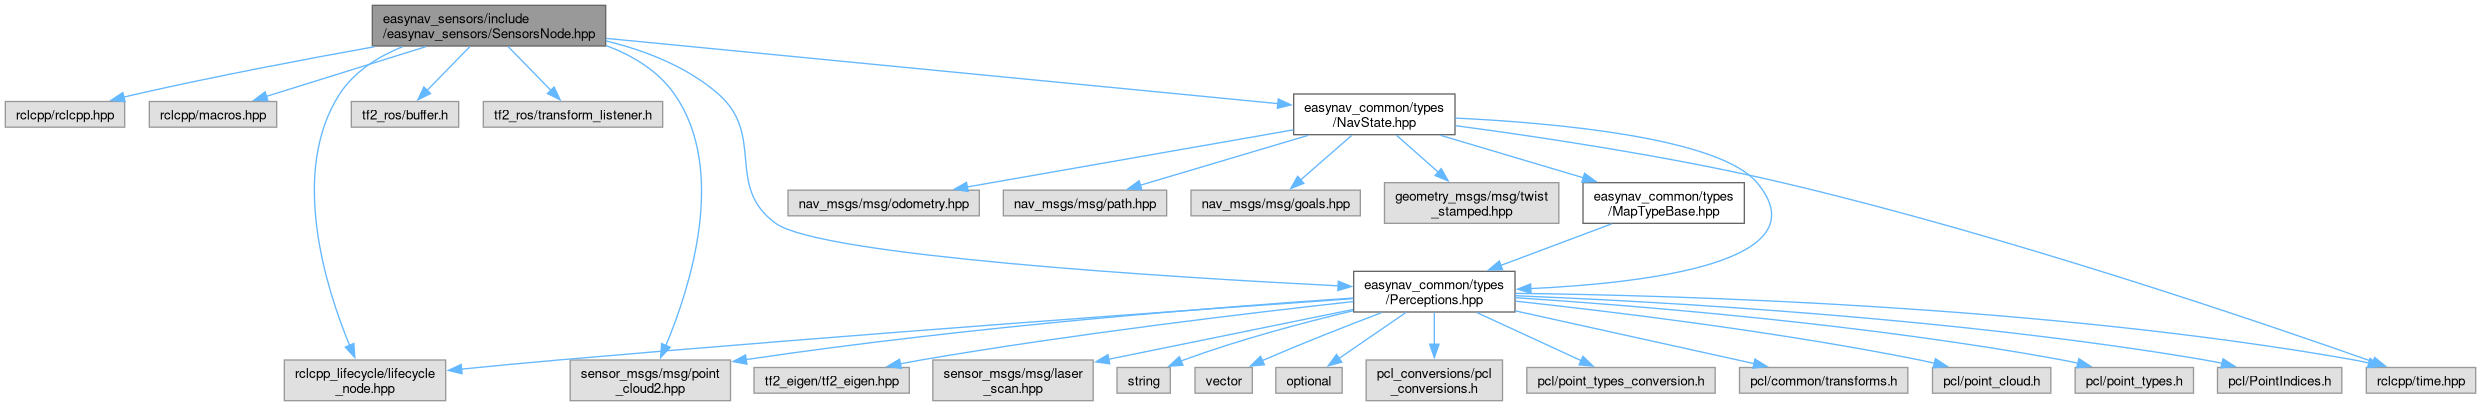 easynav_sensors/include
/easynav_sensors/SensorsNode.hpp
rclcpp/rclcpp.hpp
rclcpp/macros.hpp
tf2_ros/buffer.h
tf2_ros/transform_listener.h
easynav_common/types
/NavState.hpp
nav_msgs/msg/odometry.hpp
nav_msgs/msg/path.hpp
nav_msgs/msg/goals.hpp
geometry_msgs/msg/twist
_stamped.hpp
easynav_common/types
/MapTypeBase.hpp
easynav_common/types
/Perceptions.hpp
rclcpp_lifecycle/lifecycle
_node.hpp
sensor_msgs/msg/point
_cloud2.hpp
tf2_eigen/tf2_eigen.hpp
sensor_msgs/msg/laser
_scan.hpp
string
vector
optional
pcl_conversions/pcl
_conversions.h
pcl/point_types_conversion.h
pcl/common/transforms.h
pcl/point_cloud.h
pcl/point_types.h
pcl/PointIndices.h
rclcpp/time.hpp